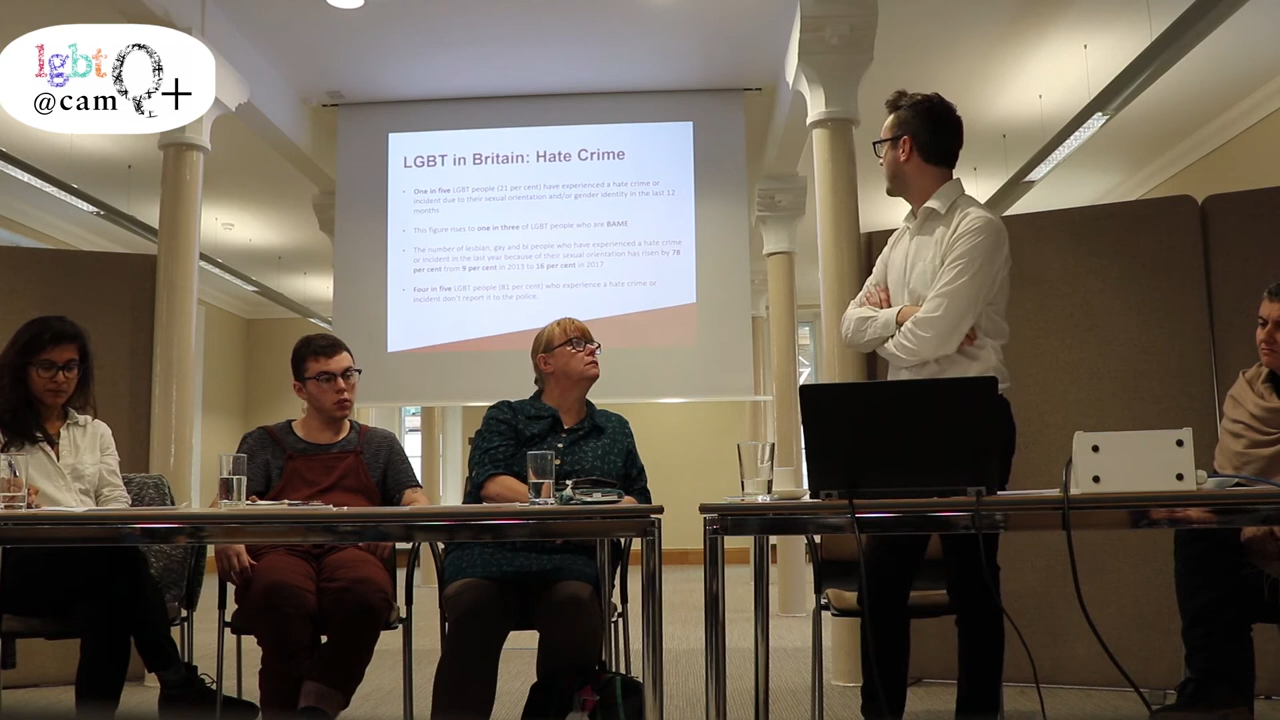 lgbtQ+
@cam
LGBT in Britain: Hate Crime
• One in five LGBT people (21 per cent) have experienced a hate crime or
incident due to their sexual orientation and/or gender identity in the last 12
months
• This figure rises to one in three of LGBT people who are BAME
• The number of lesbian, gay and bi people who have experienced a hate crime
or incident in the last year because of their sexual orientation has risen by 78
per cent from 9 per cent in 2013 to 16 per cent in 2017
• Four in five LGBT people (81 per cent) who experience a hate crime or
incident don't report it to the police.